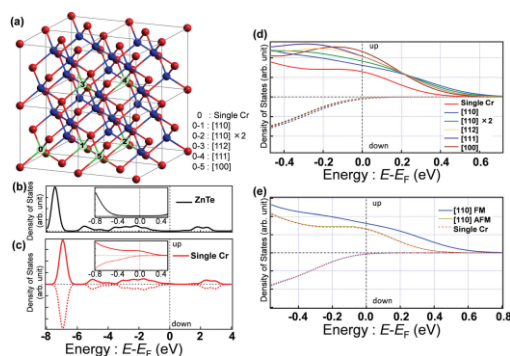 (a)
0 : Single Cr
0-1 : [110]
0-2 : [110] ×2
0-3 : [112]
0-4 : [111]
0-5 : [100]
(b)
Density of States
(arb. unit)
-0.8 -0.4 0.0 0.4
ZnTe
(c)
Density of States
(arb. unit)
-0.8 -0.4 0.0 0.4
up
Single Cr
down
-8 -6 -4 -2 0 2 4
Energy : E-EF (eV)
(d)
Density of States (arb. unit)
up
Single Cr
[110]
[110] ×2
[112]
[111]
[100]
down
-0.4 -0.2 0.0 0.2 0.4 0.6
Energy : E-EF (eV)
(e)
Density of States (arb. unit)
up
[110] FM
[110] AFM
Single Cr
down
-0.4 -0.2 0.0 0.2 0.4 0.6 0.8
Energy : E-EF (eV)